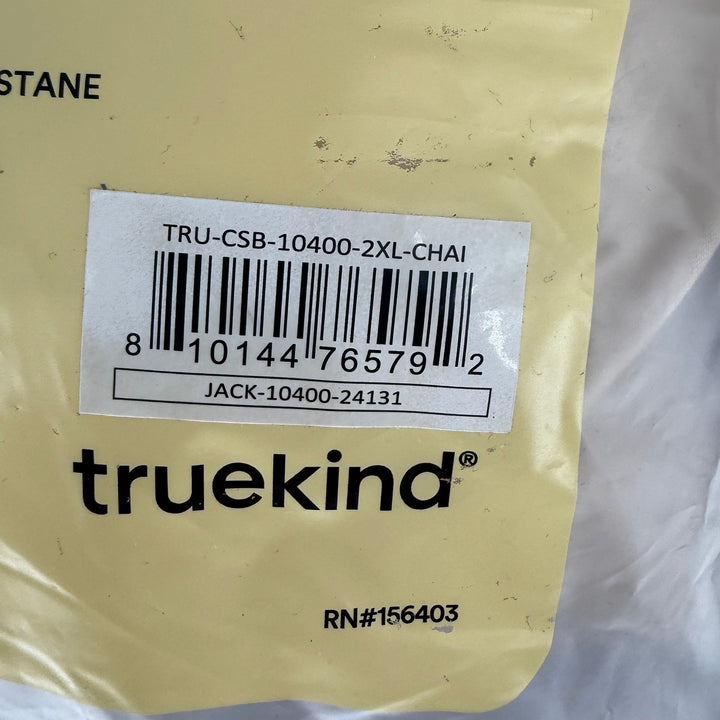 STANE
TRU-CSB-10400-2XL-CHAI
8 10144 76579 2
JACK-10400-24131
truekind®
RN#156403